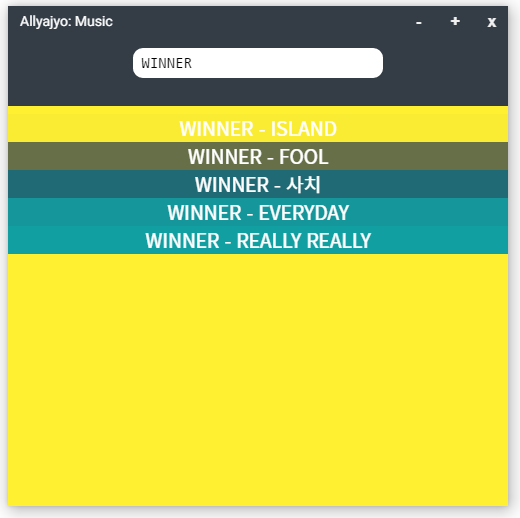 Allyajyo: Music - + x
WINNER
WINNER - ISLAND
WINNER - FOOL
WINNER - 사치
WINNER - EVERYDAY
WINNER - REALLY REALLY